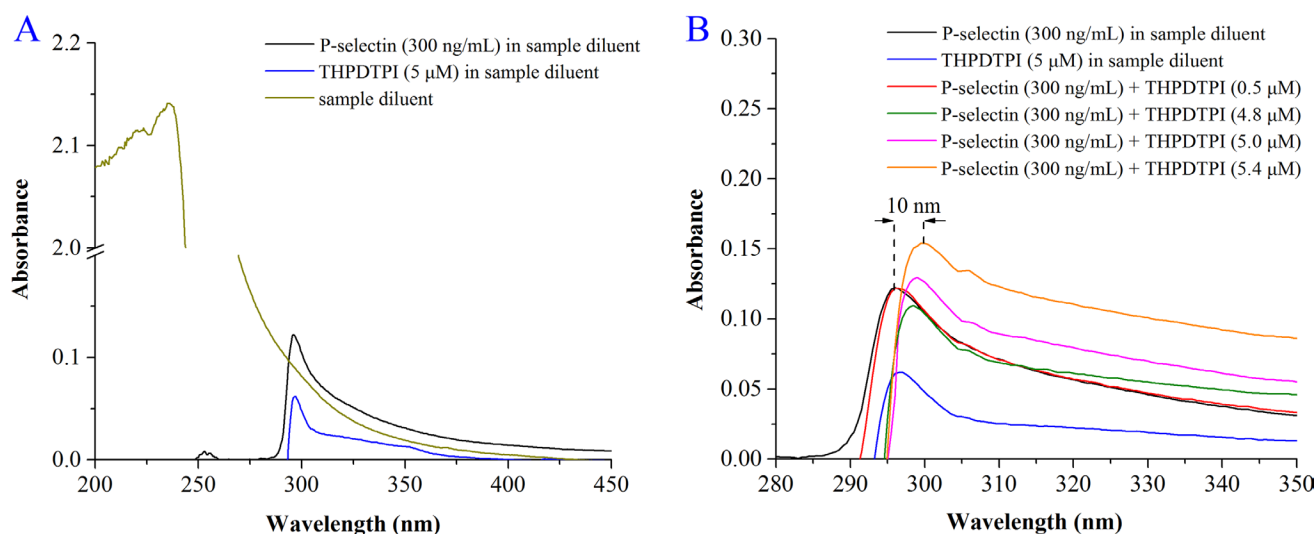 A
P-selectin (300 ng/mL) in sample diluent
THPDTPI (5 μM) in sample diluent
sample diluent
2.2
2.1
2.0
0.1
0.0
Absorbance
200
250
300
350
400
450
Wavelength (nm)
B
P-selectin (300 ng/mL) in sample diluent
THPDTPI (5 μM) in sample diluent
P-selectin (300 ng/mL) + THPDTPI (0.5 μM)
P-selectin (300 ng/mL) + THPDTPI (4.8 μM)
P-selectin (300 ng/mL) + THPDTPI (5.0 μM)
P-selectin (300 ng/mL) + THPDTPI (5.4 μM)
10 nm
0.30
0.25
0.20
0.15
0.10
0.05
0.00
Absorbance
280
290
300
310
320
330
340
350
Wavelength (nm)